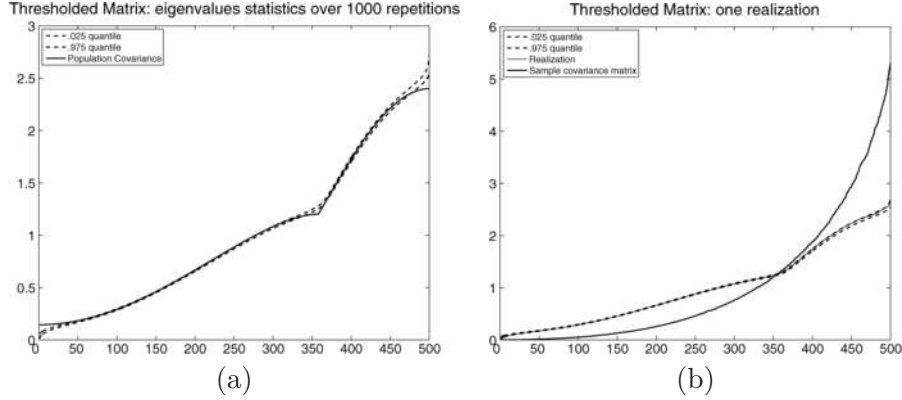 Thresholded Matrix: eigenvalues statistics over 1000 repetitions
.025 quantile
.975 quantile
Population Covariance
3
2.5
2
1.5
1
0.5
0
0 50 100 150 200 250 300 350 400 450 500
(a)
Thresholded Matrix: one realization
.025 quantile
.975 quantile
Realization
Sample covariance matrix
6
5
4
3
2
1
0
0 50 100 150 200 250 300 350 400 450 500
(b)